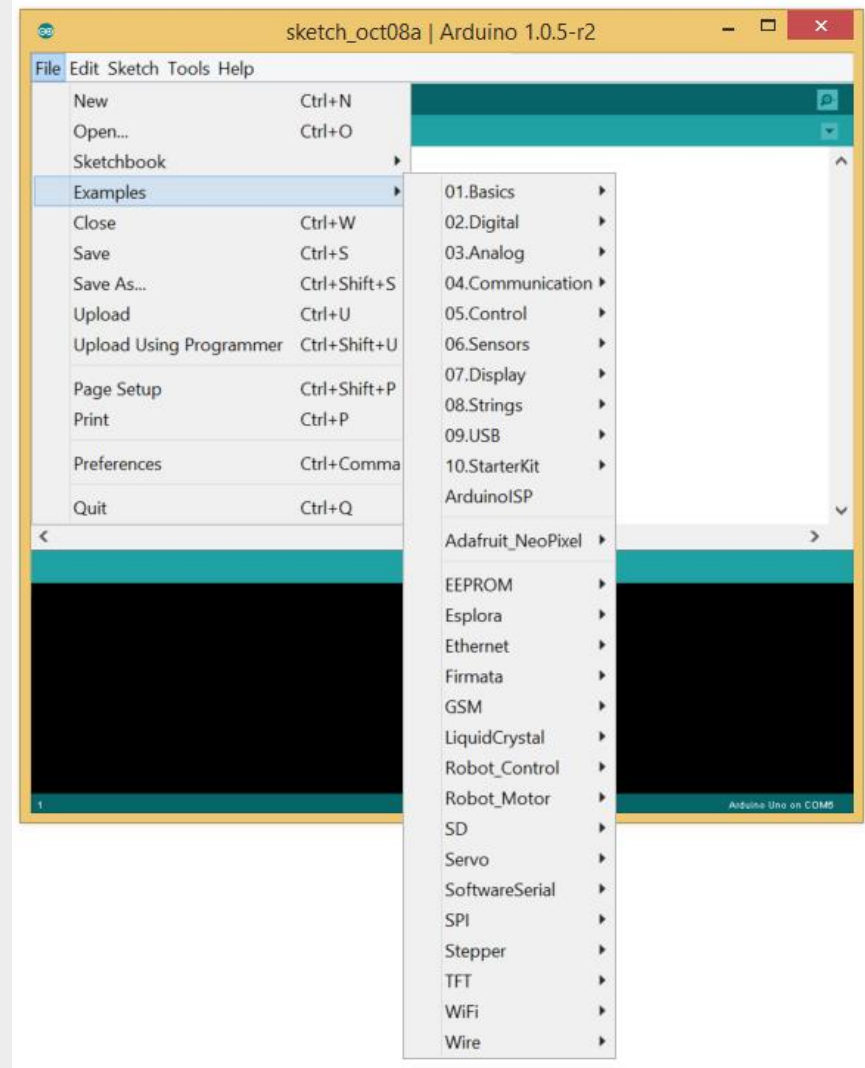 sketch_oct08a | Arduino 1.0.5-r2
File Edit Sketch Tools Help
New Ctrl+N
Open... Ctrl+O
Sketchbook
Examples
Close Ctrl+W
Save Ctrl+S
Save As... Ctrl+Shift+S
Upload Ctrl+U
Upload Using Programmer Ctrl+Shift+U
Page Setup Ctrl+Shift+P
Print Ctrl+P
Preferences Ctrl+Comma
Quit Ctrl+Q
01.Basics
02.Digital
03.Analog
04.Communication
05.Control
06.Sensors
07.Display
08.Strings
09.USB
10.StarterKit
ArduinoISP
Adafruit_NeoPixel
EEPROM
Esplora
Ethernet
Firmata
GSM
LiquidCrystal
Robot_Control
Robot_Motor
SD
Servo
SoftwareSerial
SPI
Stepper
TFT
WiFi
Wire
1
Arduino Uno on